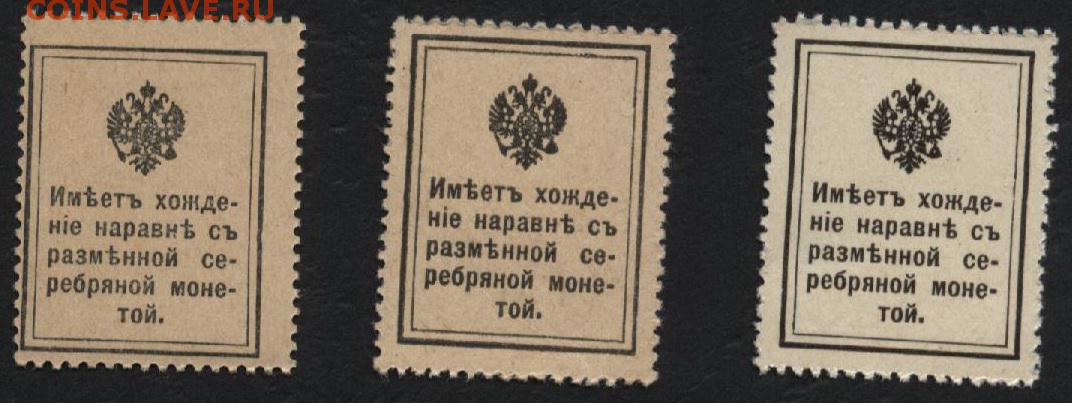 COINS.LAVE.RU
Имѣетъ хожде-
ніе наравнѣ съ
размѣнной се-
ребряной моне-
той.
Имѣетъ хожде-
ніе наравнѣ съ
размѣнной се-
ребряной моне-
той.
Имѣетъ хожде-
ніе наравнѣ съ
размѣнной се-
ребряной моне-
той.